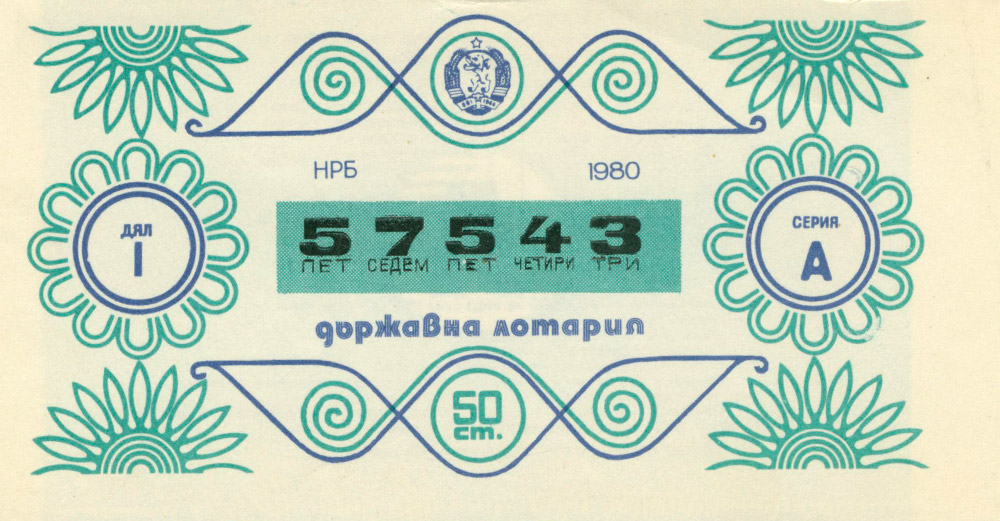 НРБ 1980
ДЯЛ
I
СЕРИЯ
А
57543
ПЕТ СЕДЕМ ПЕТ ЧЕТИРИ ТРИ
държавна лотария
50
ст.